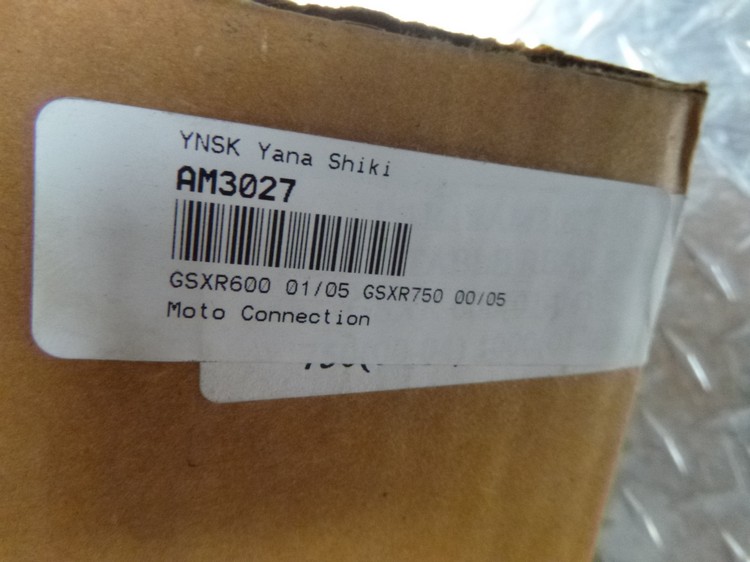 YNSK Yana Shiki
AM3027
GSXR600 01/05 GSXR750 00/05
Moto Connection